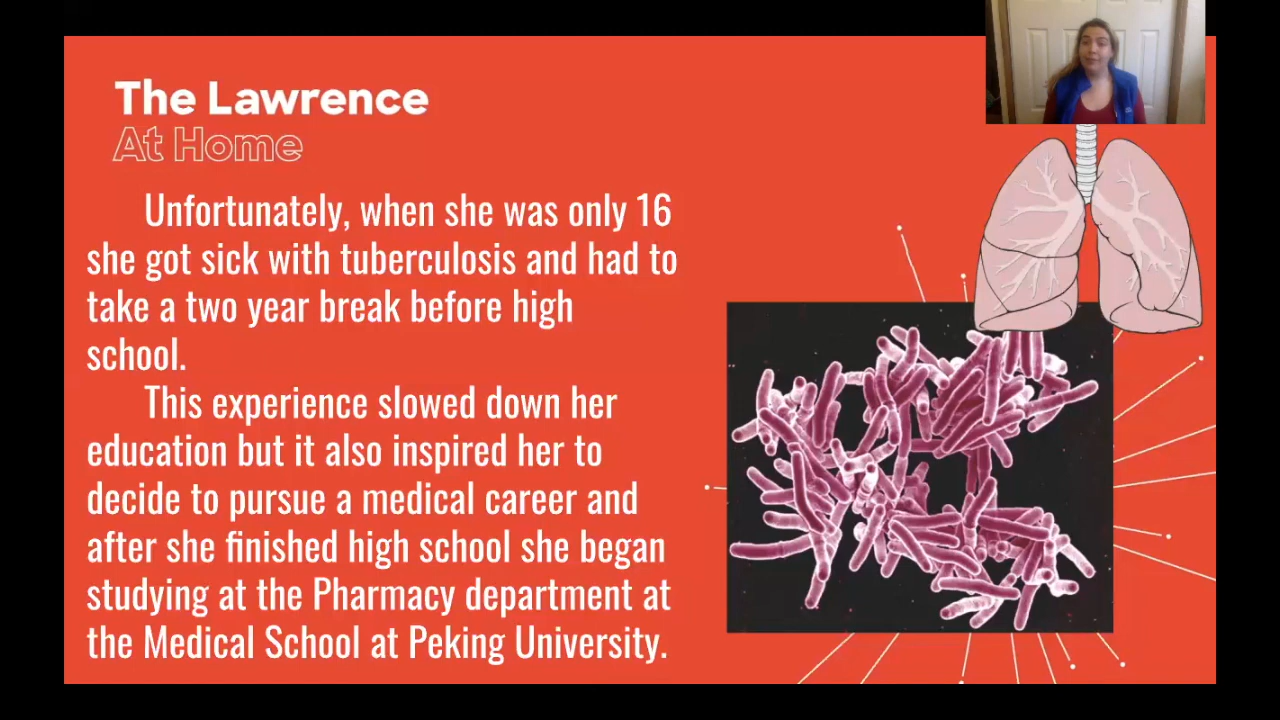 The Lawrence
At Home
Unfortunately, when she was only 16
she got sick with tuberculosis and had to
take a two year break before high
school.
This experience slowed down her
education but it also inspired her to
decide to pursue a medical career and
after she finished high school she began
studying at the Pharmacy department at
the Medical School at Peking University.